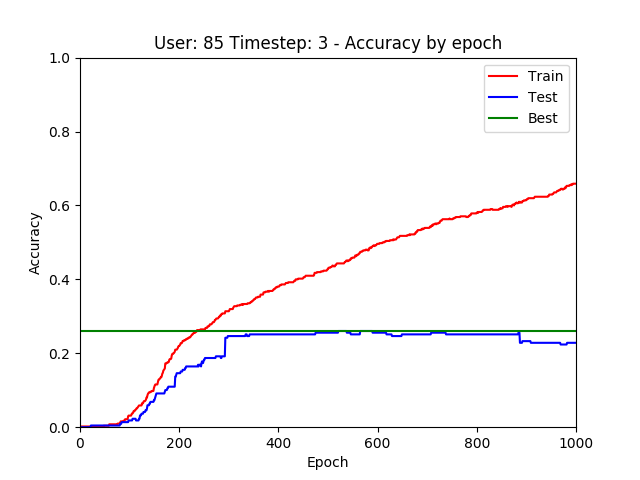 User: 85 Timestep: 3 - Accuracy by epoch
1.0
0.8
0.6
0.4
0.2
0.0
Accuracy
Train
Test
Best
0 200 400 600 800 1000
Epoch